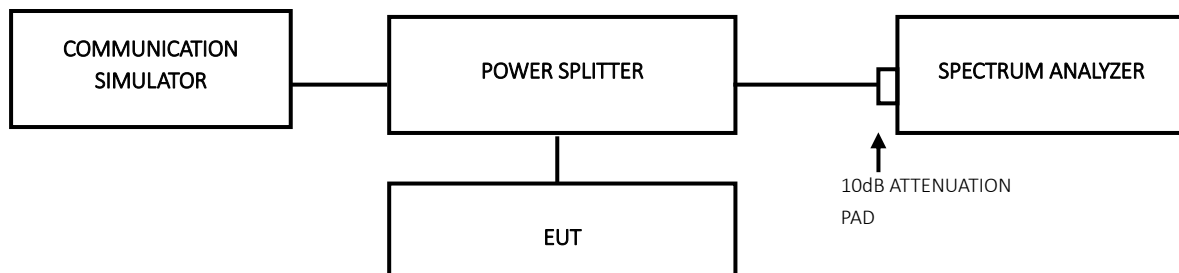 COMMUNICATION
SIMULATOR
POWER SPLITTER
SPECTRUM ANALYZER
10dB ATTENUATION
PAD
EUT